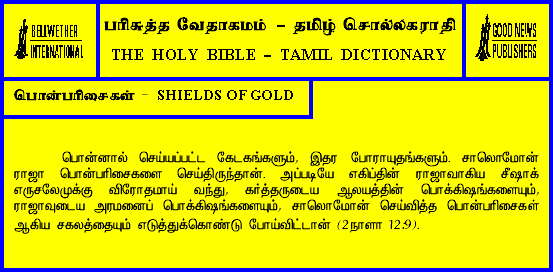 BELLWETHER
INTERNATIONAL
பரிசுத்த வேதாகமம் – தமிழ் சொல்லகராதி
THE HOLY BIBLE – TAMIL DICTIONARY
GOOD NEWS
PUBLISHERS
பொன்பரிசைகள் – SHIELDS OF GOLD
பொன்னால் செய்யப்பட்ட கேடகங்களும், இதர போராயுதங்களும். சாலொமோன்
ராஜா பொன்பரிசைகளை செய்திருந்தான். அப்படியே எகிப்தின் ராஜாவாகிய சீஷாக்
எருசலேமுக்கு விரோதமாய் வந்து, கர்த்தருடைய ஆலயத்தின் பொக்கிஷங்களையும்,
ராஜாவுடைய அரமனைப் பொக்கிஷங்களையும், சாலொமோன் செய்வித்த பொன்பரிசைகள்
ஆகிய சகலத்தையும் எடுத்துக்கொண்டு போய்விட்டான் (2நாளா 12:9).